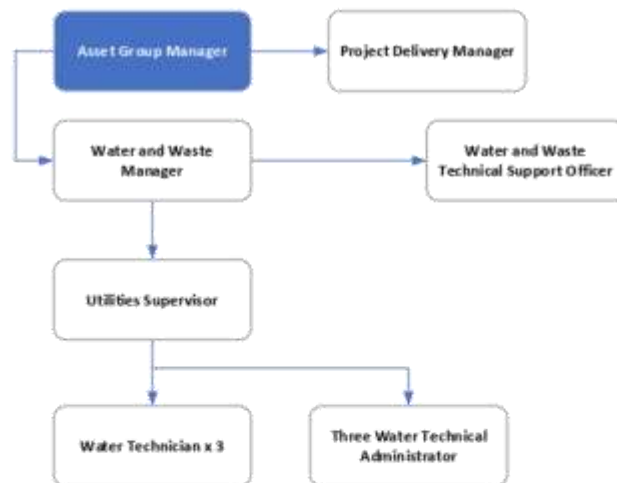 Asset Group Manager
Project Delivery Manager
Water and Waste
Manager
Water and Waste
Technical Support Officer
Utilities Supervisor
Water Technician x 3
Three Water Technical
Administrator